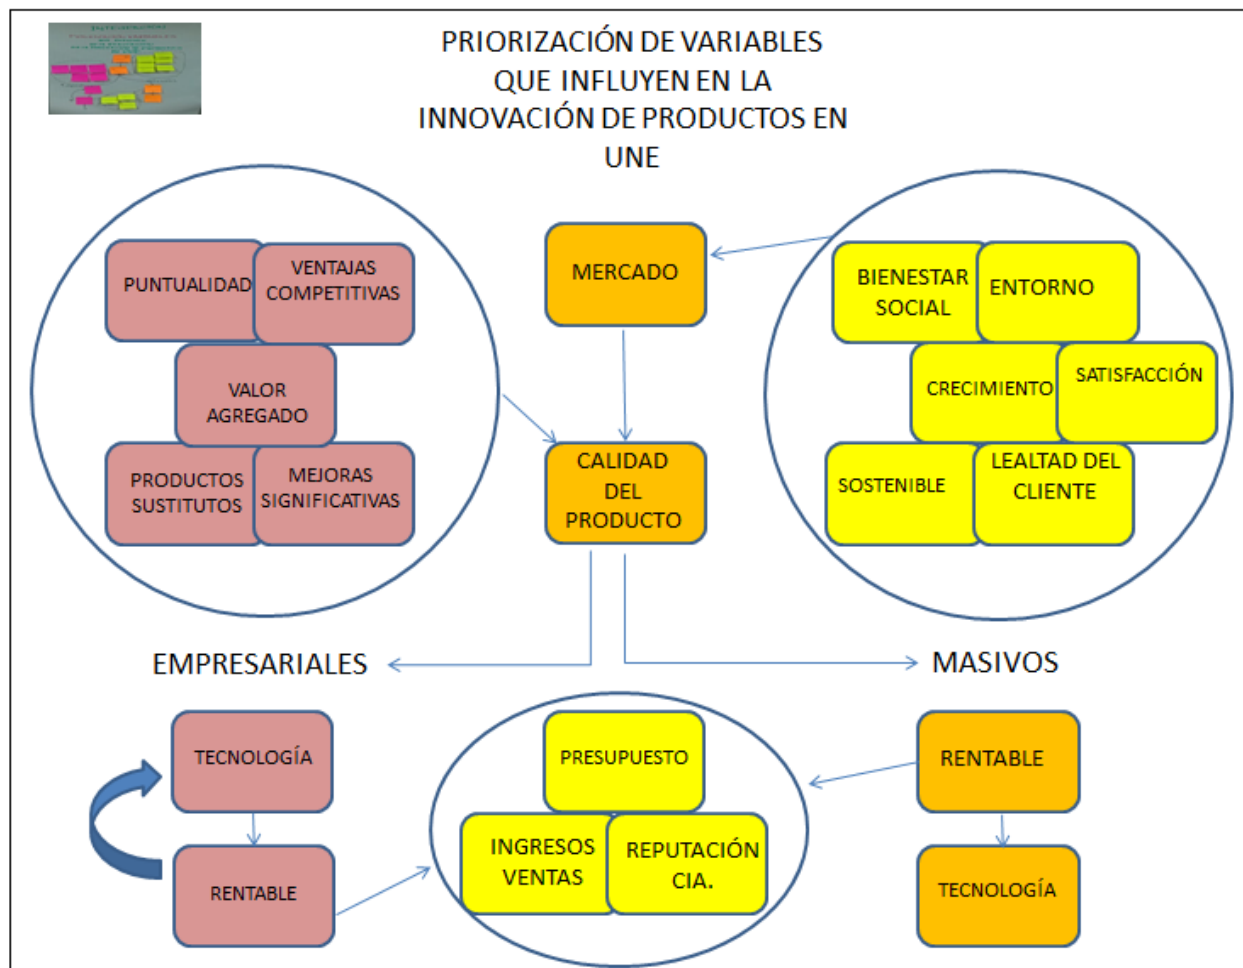 PRIORIZACIÓN DE VARIABLES
QUE INFLUYEN EN LA
INNOVACIÓN DE PRODUCTOS EN
UNE
PUNTUALIDAD
VENTAJAS
COMPETITIVAS
VALOR
AGREGADO
PRODUCTOS
SUSTITUTOS
MEJORAS
SIGNIFICATIVAS
MERCADO
CALIDAD
DEL
PRODUCTO
BIENESTAR
SOCIAL
ENTORNO
CRECIMIENTO
SATISFACCIÓN
SOSTENIBLE
LEALTAD DEL
CLIENTE
EMPRESARIALES
MASIVOS
TECNOLOGÍA
RENTABLE
PRESUPUESTO
INGRESOS
VENTAS
REPUTACIÓN
CIA.
RENTABLE
TECNOLOGÍA